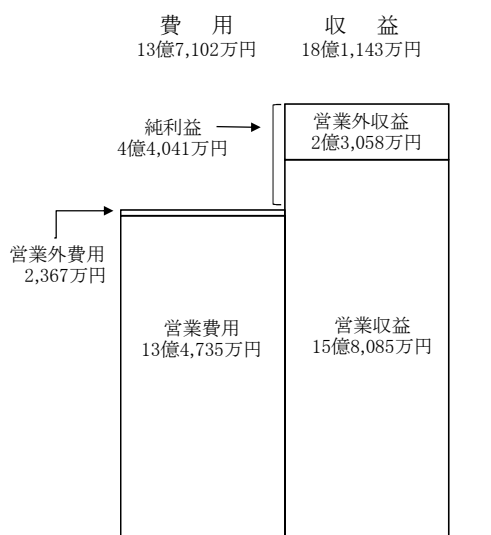 費　用
13億7,102万円
収　益
18億1,143万円
純利益
4億4,041万円
営業外収益
2億3,058万円
営業外費用
2,367万円
営業費用
13億4,735万円
営業収益
15億8,085万円